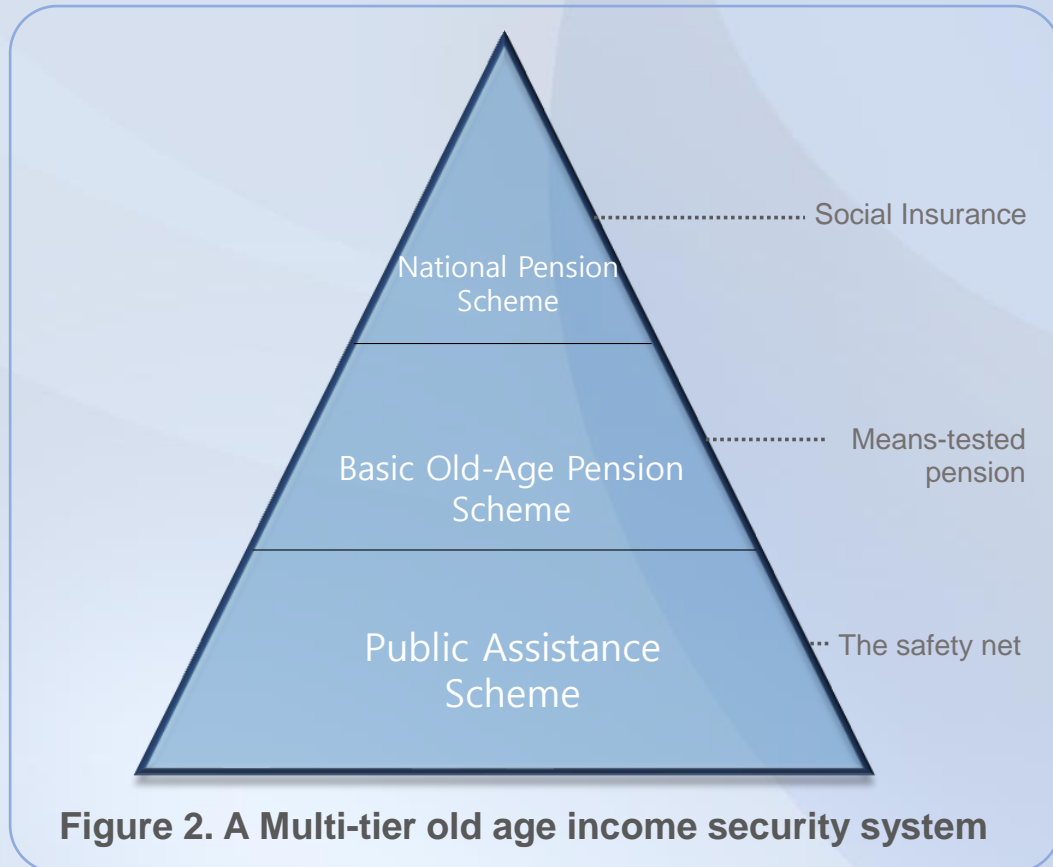 Social Insurance
National Pension
Scheme
Means-tested
pension
Basic Old-Age Pension
Scheme
The safety net
Public Assistance
Scheme
Figure 2. A Multi-tier old age income security system